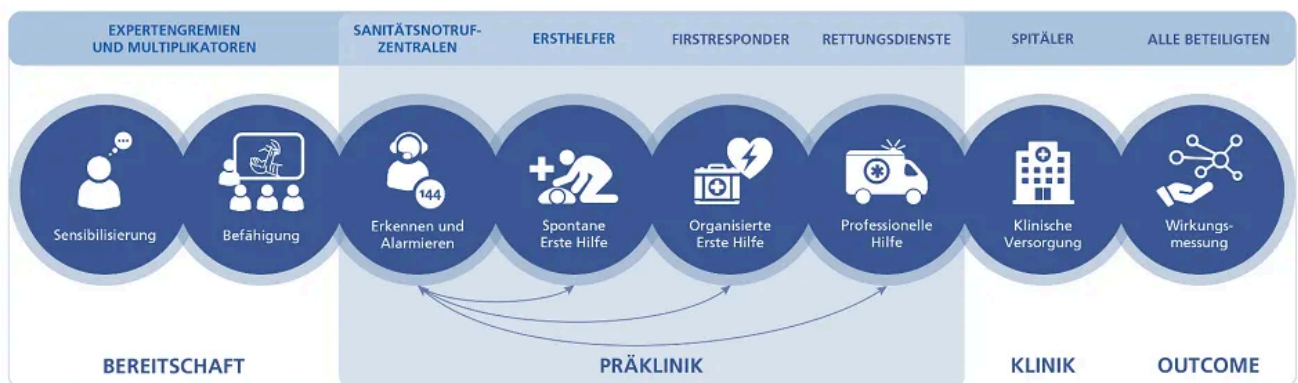 EXPERTENGREMIEN
UND MULTIPLIKATOREN
SANITÄTSNOTRUF-
ZENTRALEN
ERSTHELFER
FIRSTRESPONDER
RETTUNGSDIENSTE
SPITÄLER
ALLE BETEILIGTEN
Sensibilisierung
Befähigung
144
Erkennen und
Alarmieren
Spontane
Erste Hilfe
Organisierte
Erste Hilfe
Professionelle
Hilfe
Klinische
Versorgung
Wirkungs-
messung
BEREITSCHAFT
PRÄKLINIK
KLINIK
OUTCOME